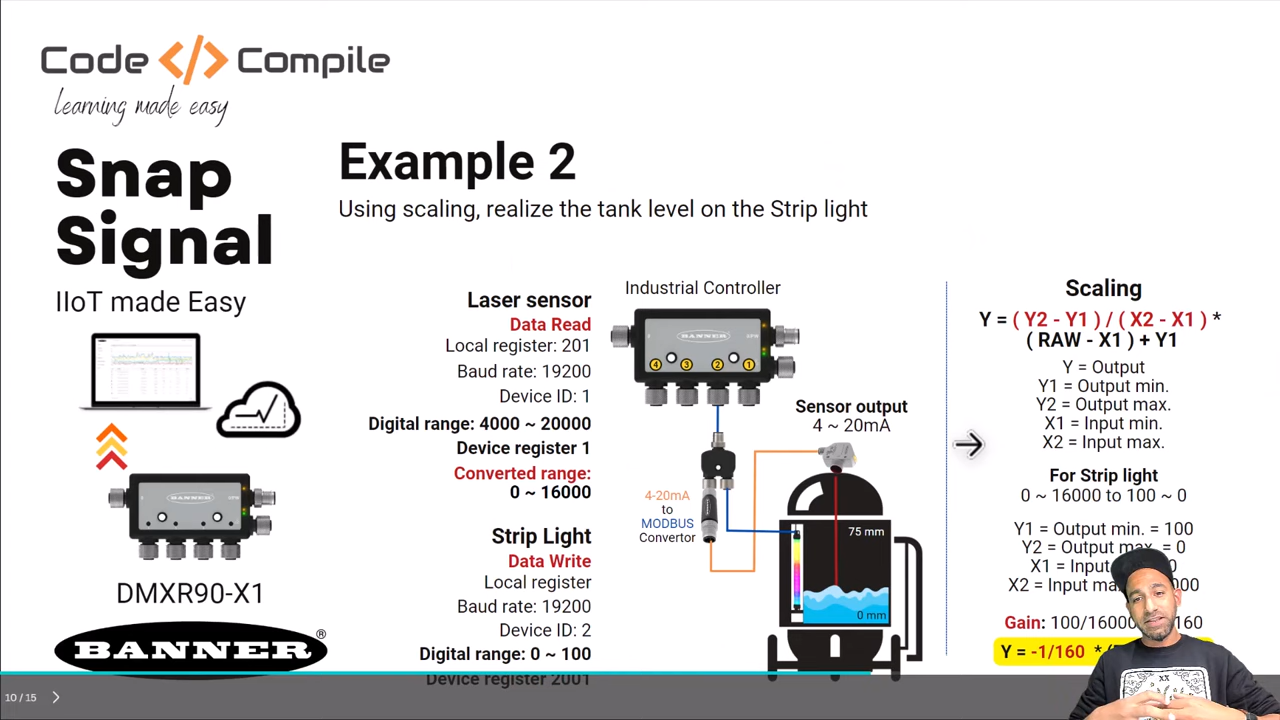 Code </> Compile
learning made easy
Snap
Signal
IIoT made Easy
DMXR90-X1
BANNER®
Example 2
Using scaling, realize the tank level on the Strip light
Laser sensor
Data Read
Local register: 201
Baud rate: 19200
Device ID: 1
Digital range: 4000 ~ 20000
Device register 1
Converted range:
0 ~ 16000
Strip Light
Data Write
Local register
Baud rate: 19200
Device ID: 2
Digital range: 0 ~ 100
Device register 2001
Industrial Controller
BANNER
4 3 2 1
Sensor output
4 ~ 20mA
4-20mA
to
MODBUS
Convertor
75 mm
0 mm
Scaling
Y = ( Y2 - Y1 ) / ( X2 - X1 ) *
( RAW - X1 ) + Y1
Y = Output
Y1 = Output min.
Y2 = Output max.
X1 = Input min.
X2 = Input max.
For Strip light
0 ~ 16000 to 100 ~ 0
Y1 = Output min. = 100
Y2 = Output max. = 0
X1 = Input
X2 = Input
Gain: 100/16000 160
Y = -1/160 *
10 / 15